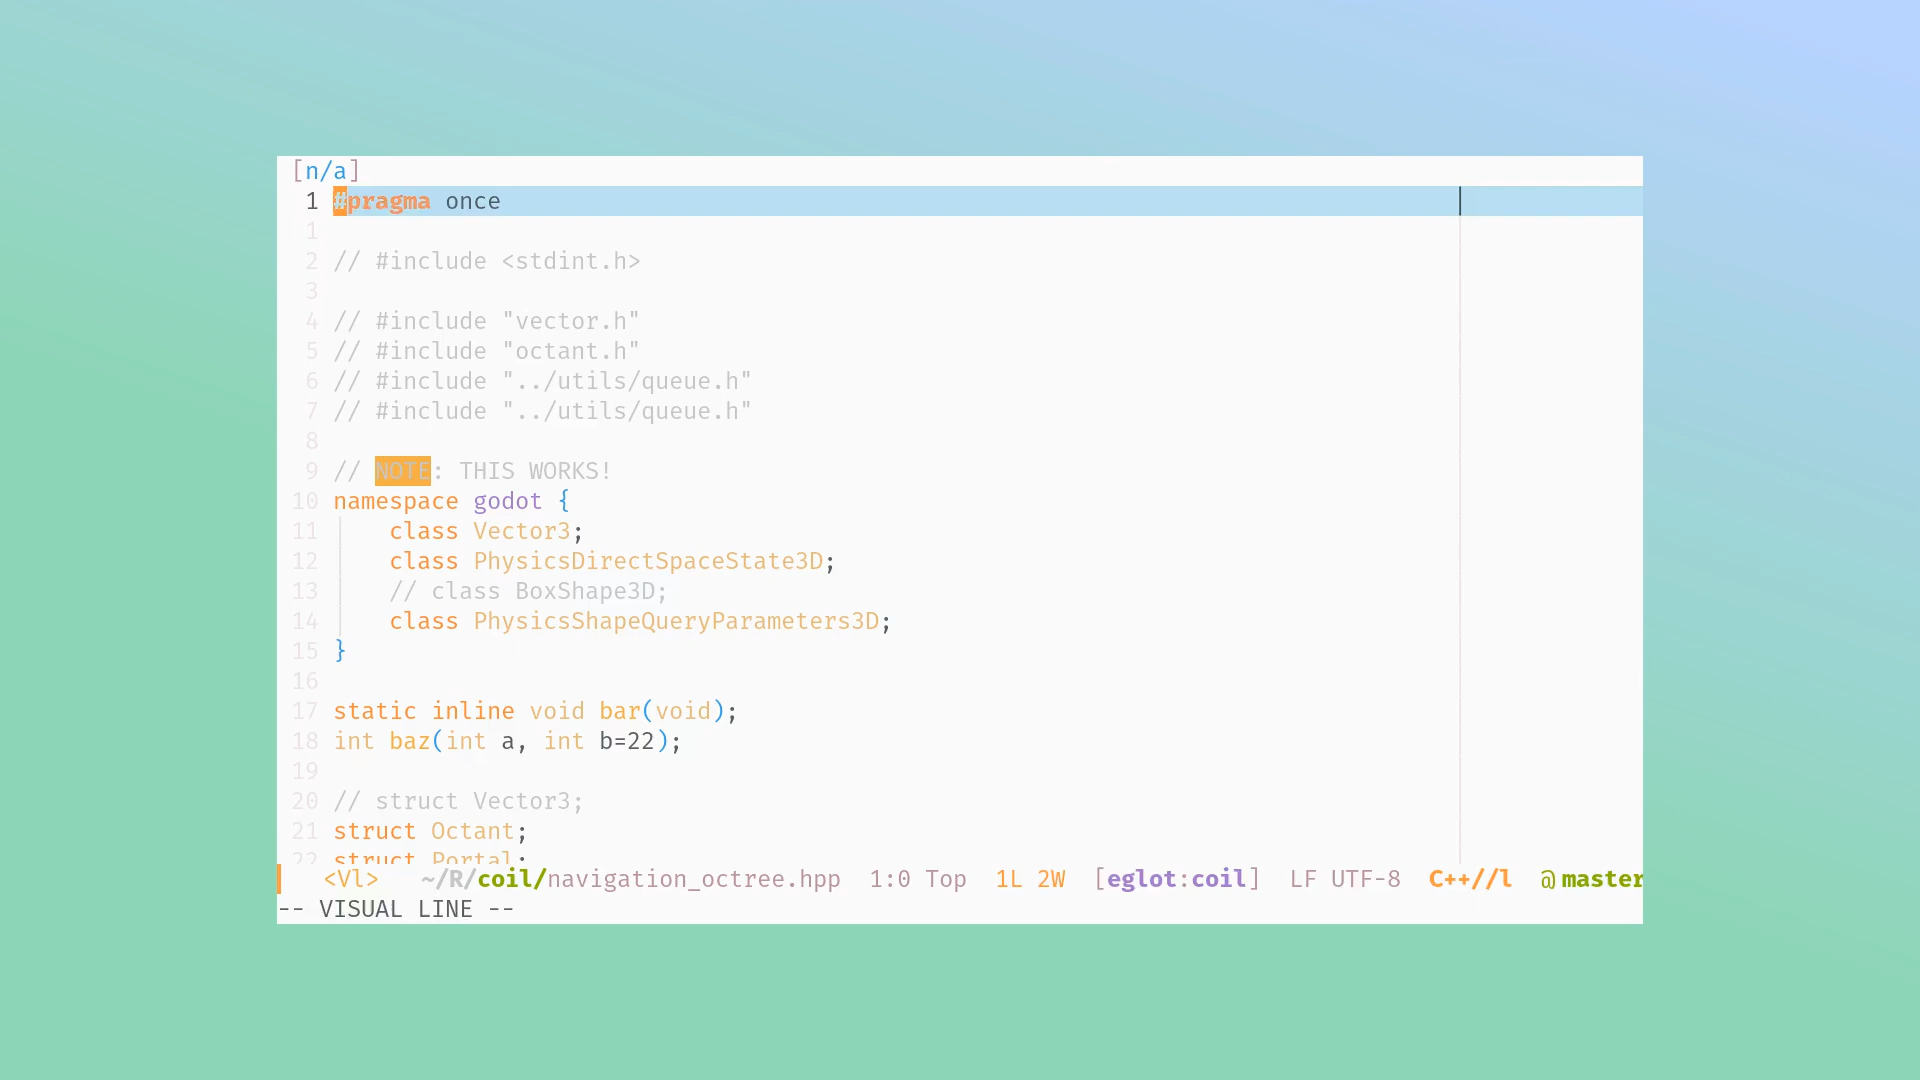 [n/a]
1 #pragma once
1
2 // #include <stdint.h>
3
4 // #include "vector.h"
5 // #include "octant.h"
6 // #include "../utils/queue.h"
7 // #include "../utils/queue.h"
8
9 // NOTE: THIS WORKS!
10 namespace godot {
11     class Vector3;
12     class PhysicsDirectSpaceState3D;
13     // class BoxShape3D;
14     class PhysicsShapeQueryParameters3D;
15 }
16
17 static inline void bar(void);
18 int baz(int a, int b=22);
19
20 // struct Vector3;
21 struct Octant;
22 struct Portal;
<Vl> ~/R/coil/navigation_octree.hpp 1:0 Top 1L 2W [eglot:coil] LF UTF-8 C++//l @master
-- VISUAL LINE --